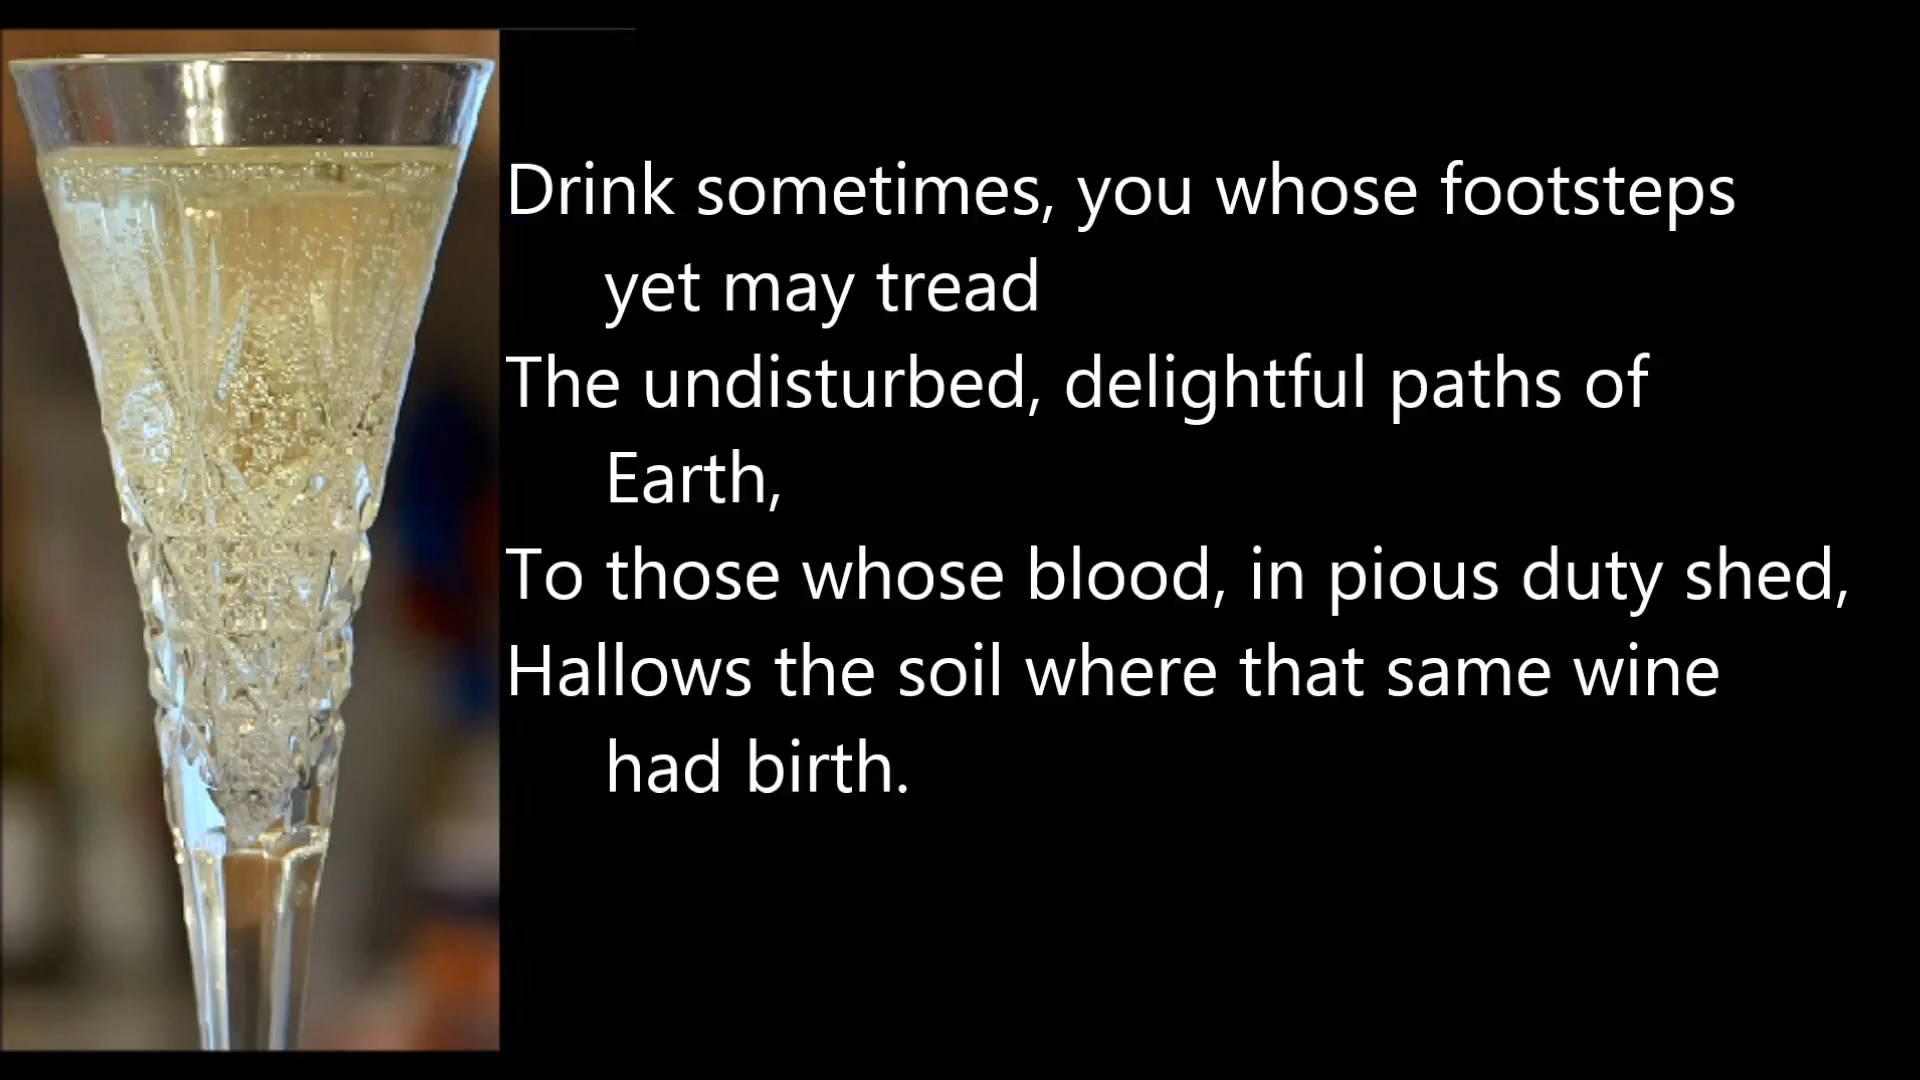 Drink sometimes, you whose footsteps
yet may tread
The undisturbed, delightful paths of
Earth,
To those whose blood, in pious duty shed,
Hallows the soil where that same wine
had birth.